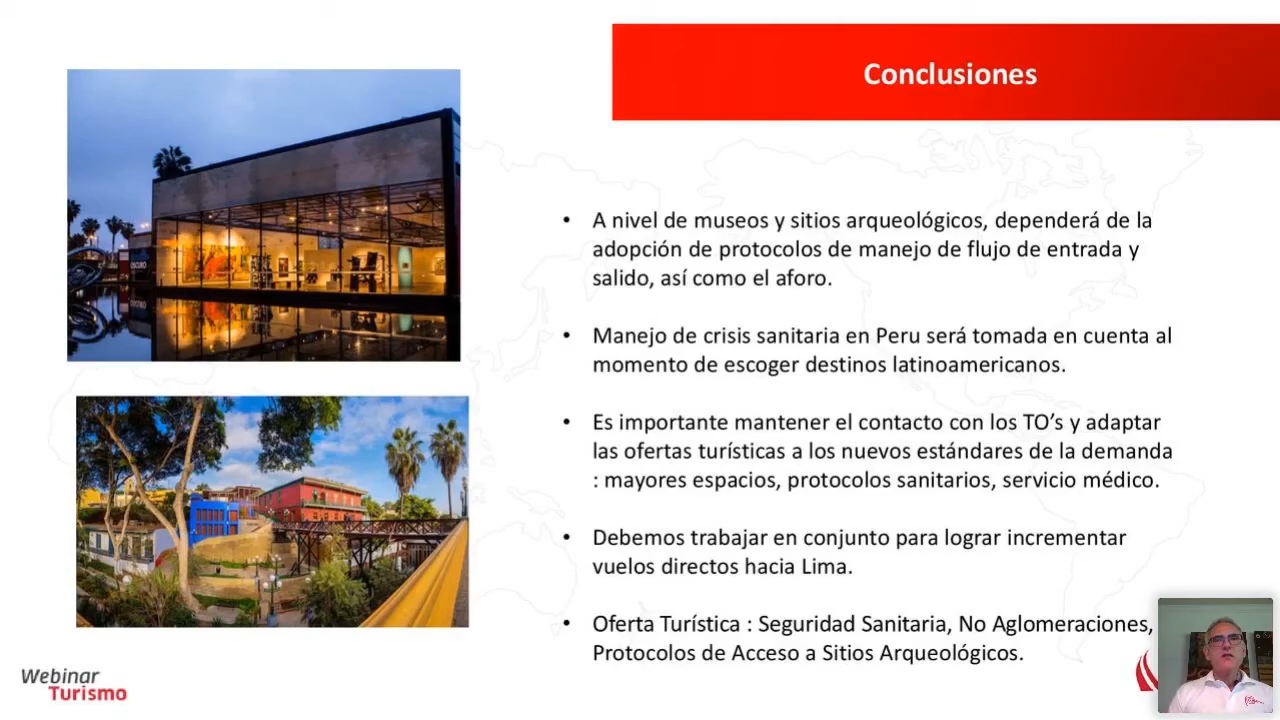 Conclusiones
• A nivel de museos y sitios arqueológicos, dependerá de la
adopción de protocolos de manejo de flujo de entrada y
salido, así como el aforo.
• Manejo de crisis sanitaria en Peru será tomada en cuenta al
momento de escoger destinos latinoamericanos.
• Es importante mantener el contacto con los TO’s y adaptar
las ofertas turísticas a los nuevos estándares de la demanda
: mayores espacios, protocolos sanitarios, servicio médico.
• Debemos trabajar en conjunto para lograr incrementar
vuelos directos hacia Lima.
• Oferta Turística : Seguridad Sanitaria, No Aglomeraciones,
Protocolos de Acceso a Sitios Arqueológicos.
Webinar
Turismo